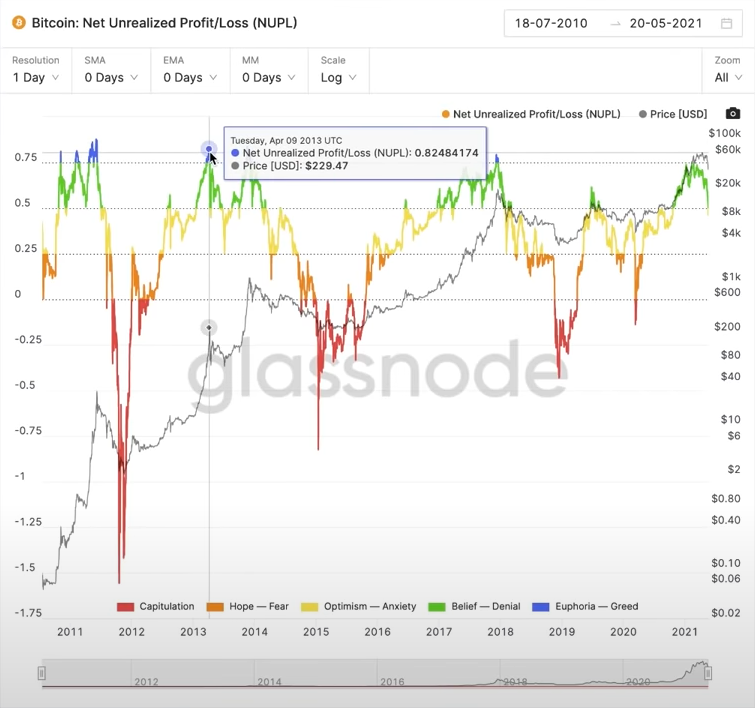 Bitcoin: Net Unrealized Profit/Loss (NUPL)
18-07-2010 → 20-05-2021
Resolution
1 Day
SMA
0 Days
EMA
0 Days
MM
0 Days
Scale
Log
Zoom
All
Net Unrealized Profit/Loss (NUPL) Price [USD]
Tuesday, Apr 09 2013 UTC
Net Unrealized Profit/Loss (NUPL): 0.82484174
Price [USD]: $229.47
0.75
0.5
0.25
0
-0.25
-0.5
-0.75
-1
-1.25
-1.5
-1.75
$100k
$60k
$20k
$8k
$4k
$1k
$600
$200
$80
$40
$10
$6
$2
$0.80
$0.40
$0.10
$0.06
$0.02
glassnode
Capitulation Hope — Fear Optimism — Anxiety Belief — Denial Euphoria — Greed
2011 2012 2013 2014 2015 2016 2017 2018 2019 2020 2021
2012 2014 2016 2018 2020